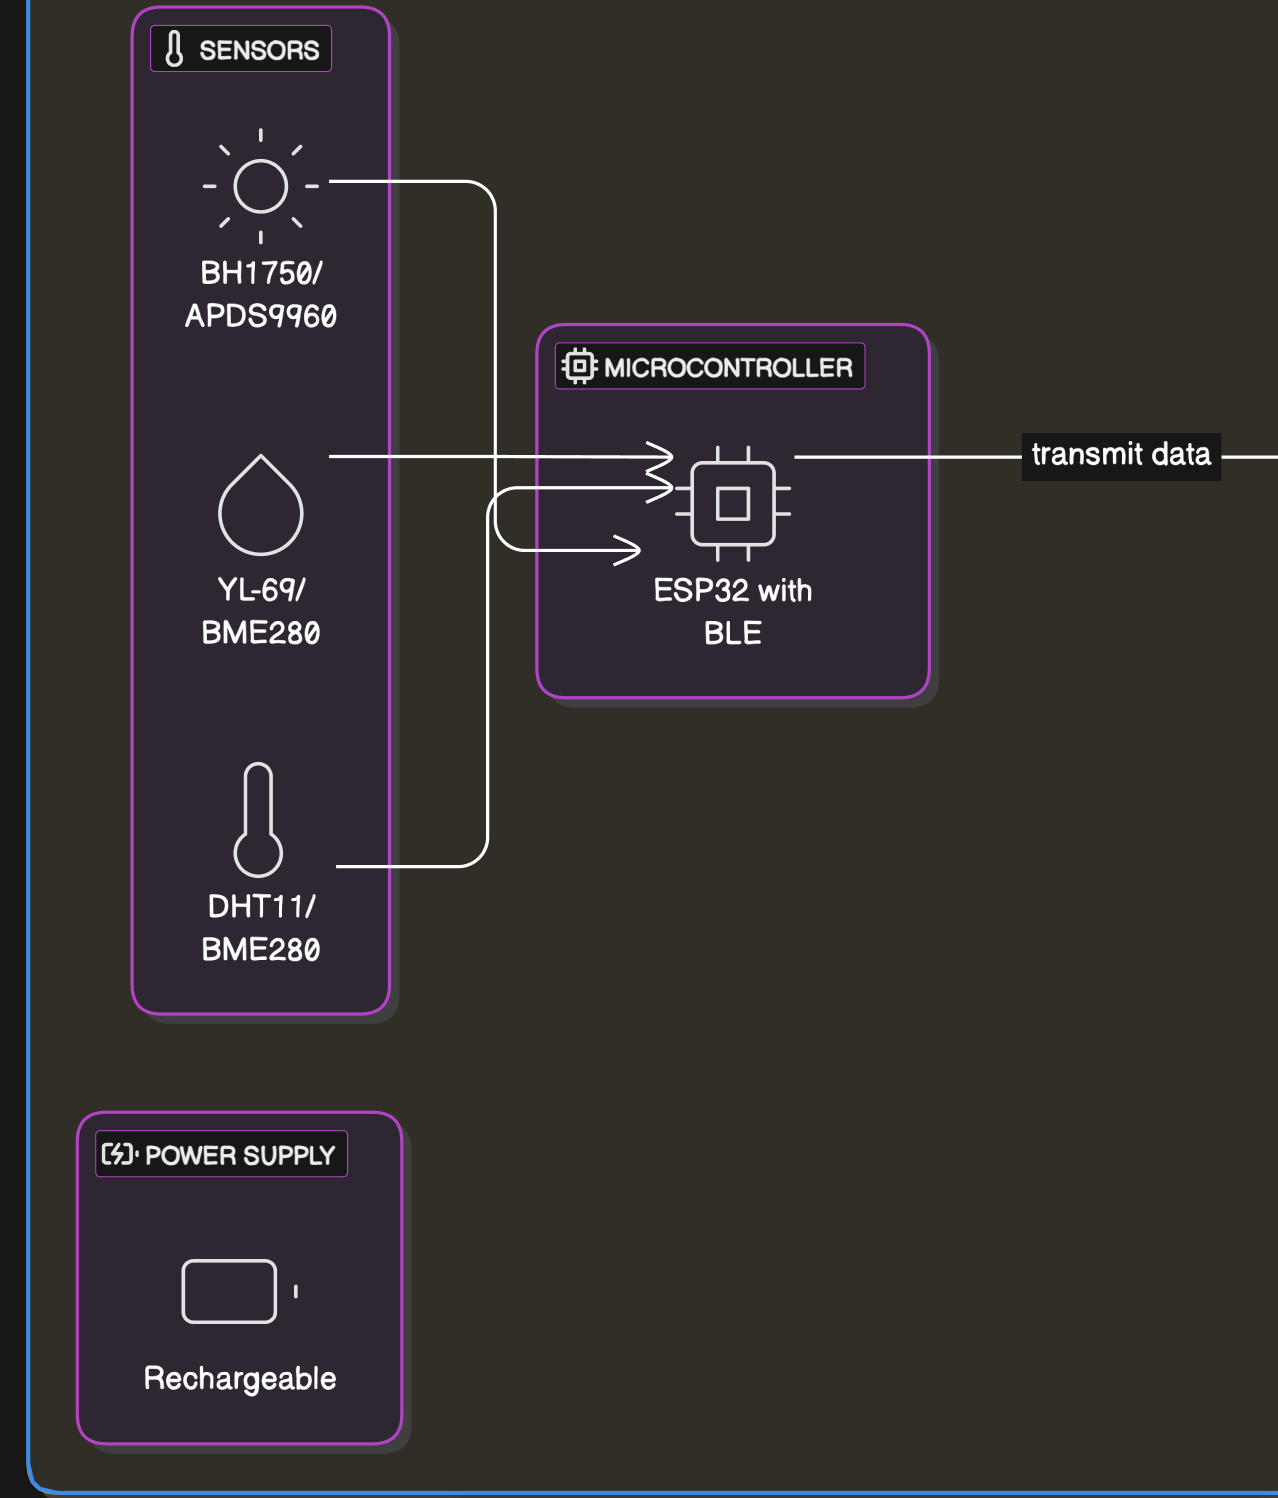 SENSORS
BH1750/
APDS9960
MICROCONTROLLER
transmit data
YL-69/
BME280
ESP32 with
BLE
DHT11/
BME280
POWER SUPPLY
Rechargeable